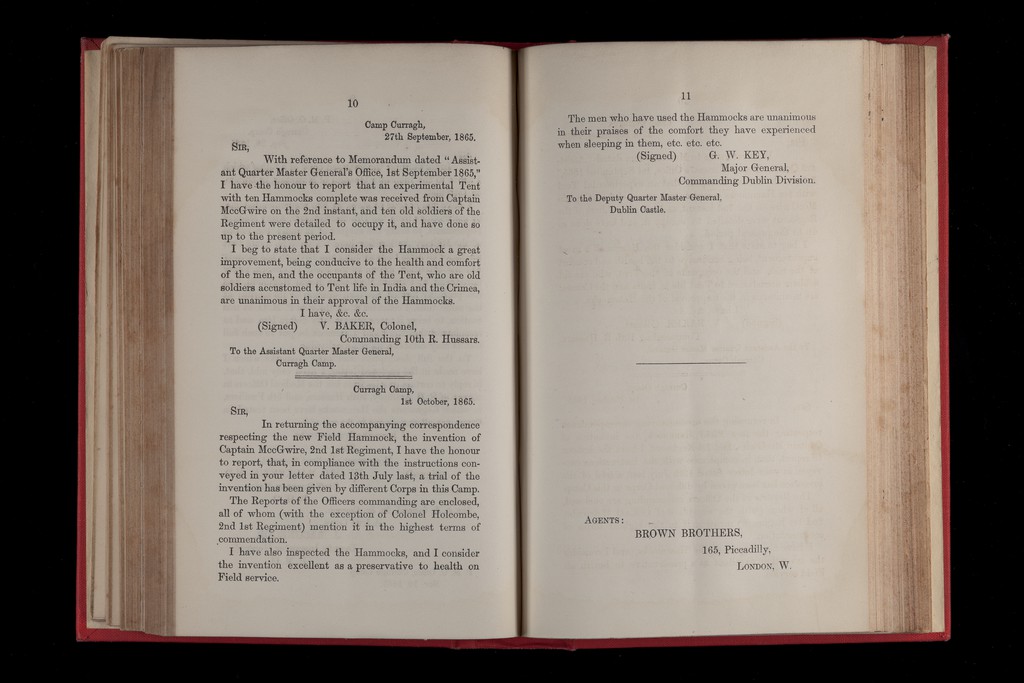 10
Camp Curragh,
27th September, 1865.
SIR,
With reference to Memorandum dated "Assist-
ant Quarter Master General's Office, 1st September 1865,"
I have the honour to report that an experimental Tent
with ten Hammocks complete was received from Captain
MccGwire on the 2nd instant, and ten old soldiers of the
Regiment were detailed to occupy it, and have done so
up to the present period.
I beg to state that I consider the Hammock a great
improvement, being conducive to the health and comfort
of the men, and the occupants of the Tent, who are old
soldiers accustomed to Tent life in India and the Crimea,
are unanimous in their approval of the Hammocks.
I have, &c. &c.
(Signed) V. BAKER, Colonel,
Commanding 10th R. Hussars.
To the Assistant Quarter Master General,
Curragh Camp.
Curragh Camp,
1st October, 1865.
SIR,
In returning the accompanying correspondence
respecting the new Field Hammock, the invention of
Captain MccGwire, 2nd 1st Regiment, I have the honour
to report, that, in compliance with the instructions con-
veyed in your letter dated 13th July last, a trial of the
invention has been given by different Corps in this Camp.
The Reports of the Officers commanding are enclosed,
all of whom (with the exception of Colonel Holcombe,
2nd 1st Regiment) mention it in the highest terms of
commendation.
I have also inspected the Hammocks, and I consider
the invention excellent as a preservative to health on
Field service.
11
The men who have used the Hammocks are unanimous
in their praises of the comfort they have experienced
when sleeping in them, etc. etc. etc.
(Signed) G. W. KEY,
Major General,
Commanding Dublin Division.
To the Deputy Quarter Master General,
Dublin Castle.
AGENTS:
BROWN BROTHERS,
165, Piccadilly,
LONDON, W.